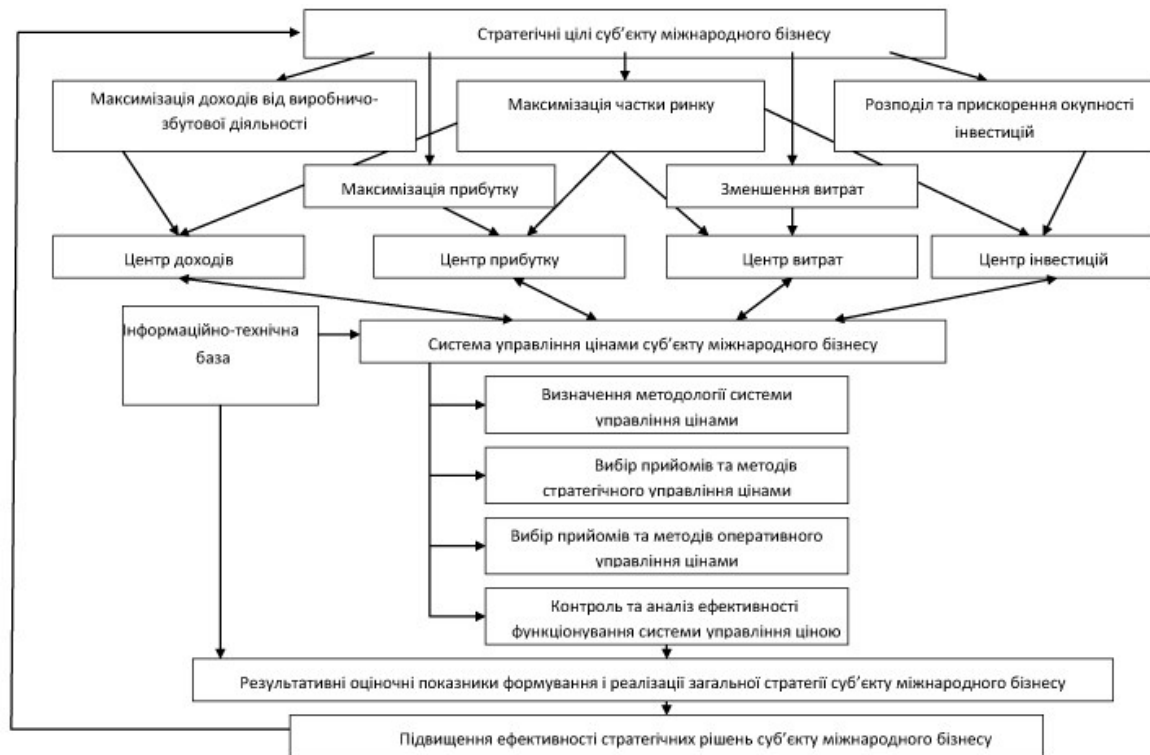 Стратегічні цілі суб’єкту міжнародного бізнесу
Максимізація доходів від виробничо-
збутової діяльності
Максимізація частки ринку
Розподіл та прискорення окупності
інвестицій
Максимізація прибутку
Зменшення витрат
Центр доходів
Центр прибутку
Центр витрат
Центр інвестицій
Інформаційно-технічна
база
Система управління цінами суб’єкту міжнародного бізнесу
Визначення методології системи
управління цінами
Вибір прийомів та методів
стратегічного управління цінами
Вибір прийомів та методів оперативного
управління цінами
Контроль та аналіз ефективності
функціонування системи управління ціною
Результативні оціночні показники формування і реалізації загальної стратегії суб’єкту міжнародного бізнесу
Підвищення ефективності стратегічних рішень суб’єкту міжнародного бізнесу